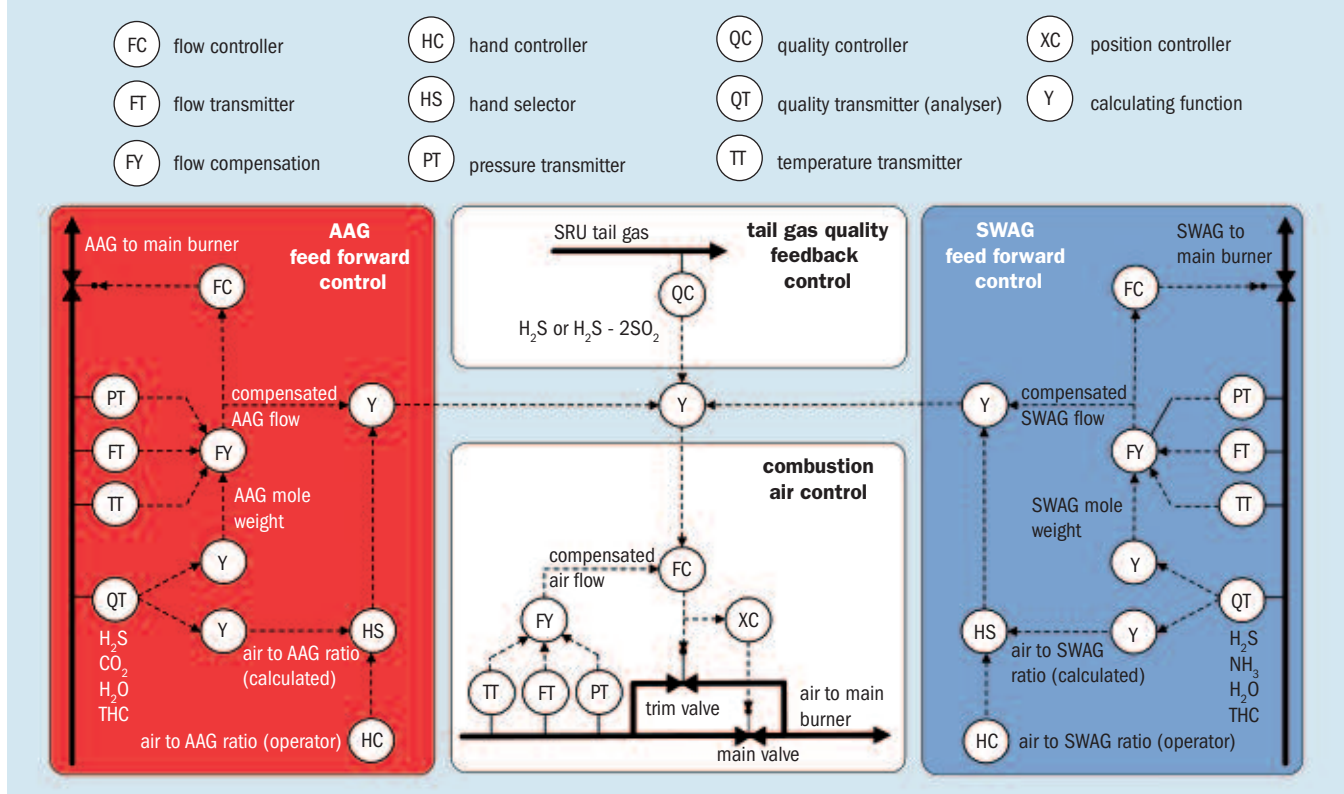 FC flow controller
HC hand controller
QC quality controller
XC position controller
FT flow transmitter
HS hand selector
QT quality transmitter (analyser)
Y calculating function
FY flow compensation
PT pressure transmitter
TT temperature transmitter
AAG to main burner
AAG
feed forward
control
FC
PT
FT
TT
FY
compensated
AAG flow
Y
AAG mole
weight
Y
QT
H₂S
CO₂
H₂O
THC
Y
HS
air to AAG ratio
(calculated)
air to AAG ratio (operator)
HC
SRU tail gas
tail gas quality
feedback
control
QC
H₂S or H₂S - 2SO₂
Y
combustion
air control
compensated
air flow
FC
FY
XC
TT
FT
PT
trim valve
air to main
burner
main valve
SWAG
feed forward
control
SWAG to
main burner
FC
Y
compensated
SWAG flow
PT
FY
FT
TT
SWAG mole
weight
Y
QT
H₂S
NH₃
H₂O
THC
HS
Y
air to SWAG
ratio (calculated)
HC
air to SWAG ratio (operator)